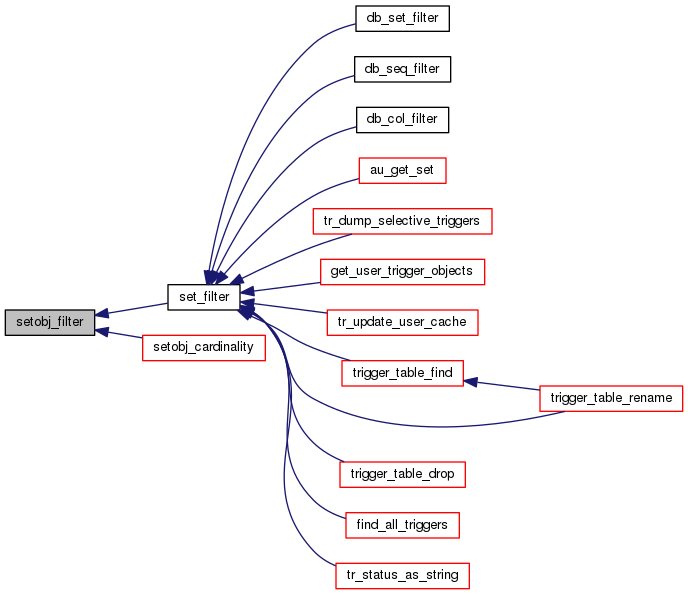 db_set_filter
db_seq_filter
db_col_filter
au_get_set
tr_dump_selective_triggers
get_user_trigger_objects
set_filter
setobj_filter
tr_update_user_cache
setobj_cardinality
trigger_table_find
trigger_table_rename
trigger_table_drop
find_all_triggers
tr_status_as_string